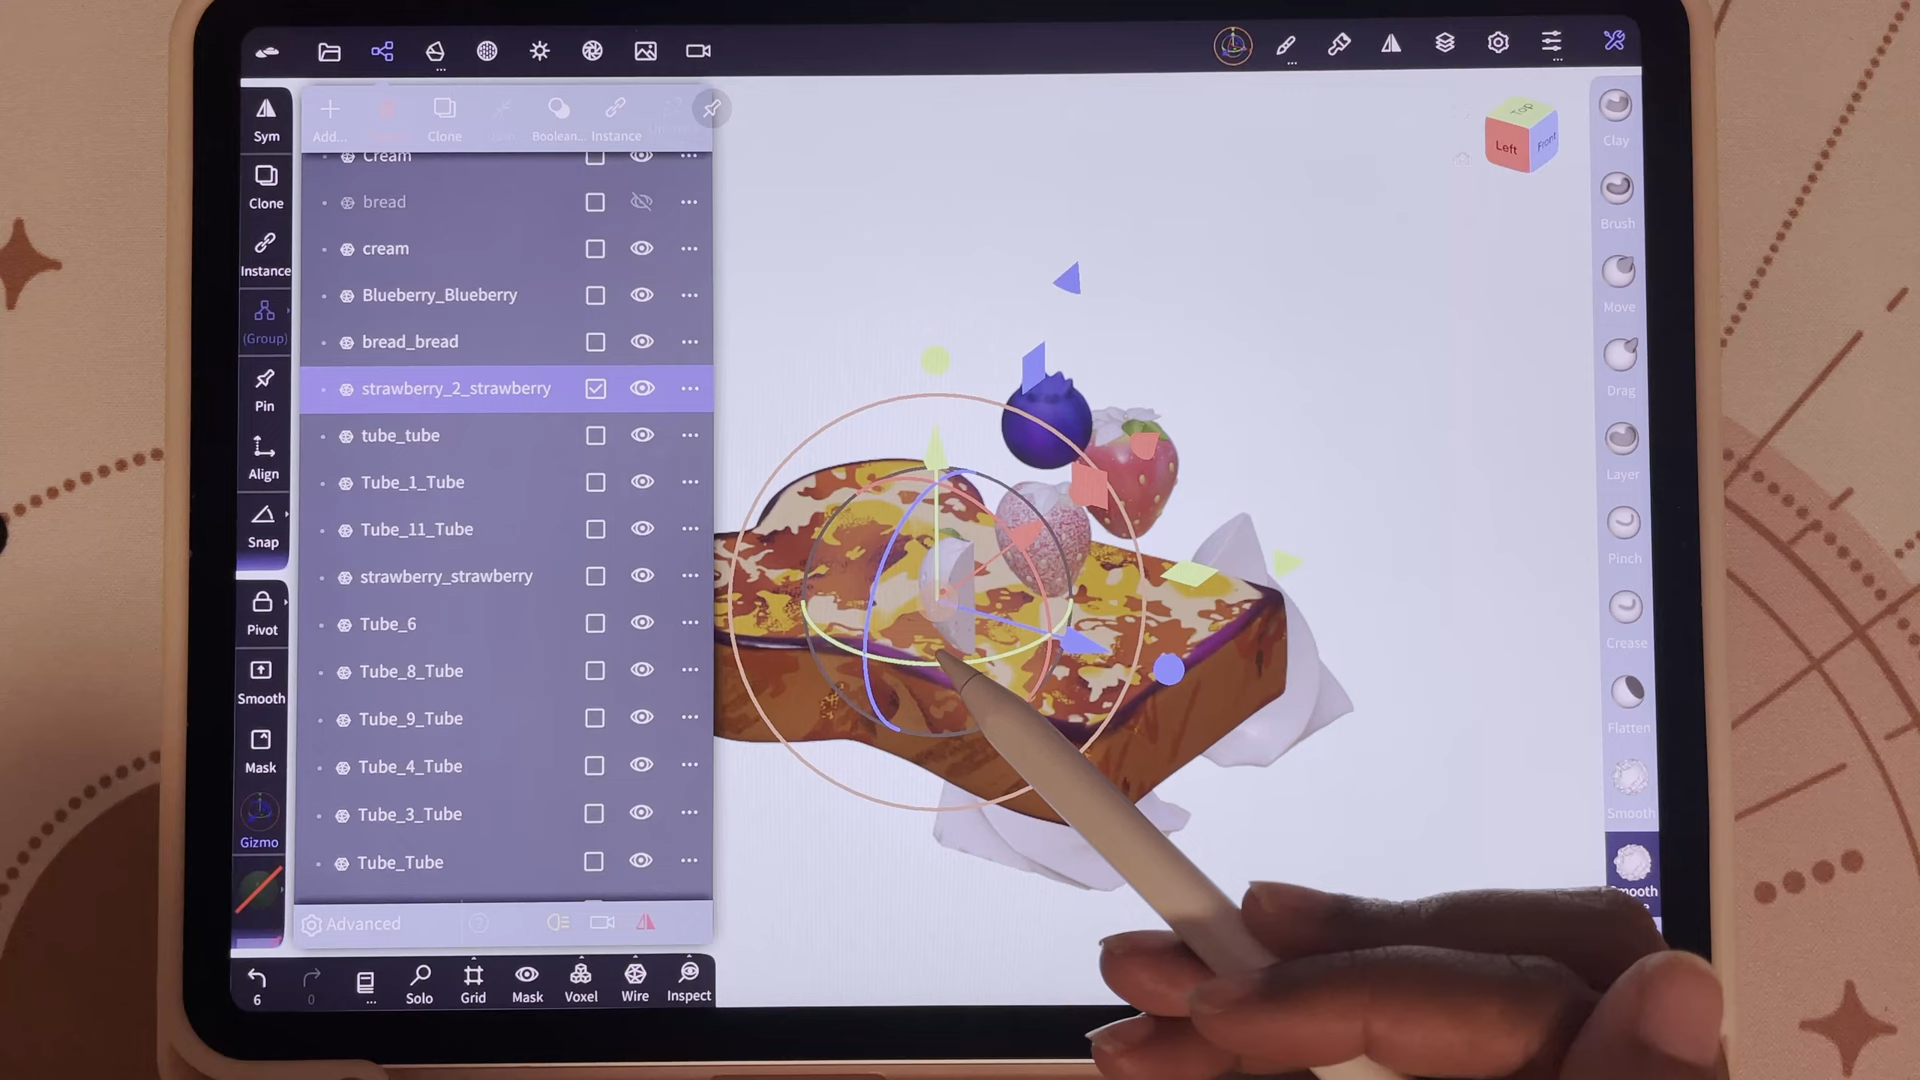 Sym
Clone
Instance
(Group)
Pin
Align
Snap
Pivot
Smooth
Mask
Gizmo
Add...
Clone
Boolean...
Instance
Cream
bread
cream
Blueberry_Blueberry
bread_bread
strawberry_2_strawberry
tube_tube
Tube_1_Tube
Tube_11_Tube
strawberry_strawberry
Tube_6
Tube_8_Tube
Tube_9_Tube
Tube_4_Tube
Tube_3_Tube
Tube_Tube
Advanced
6
0
Solo
Grid
Mask
Voxel
Wire
Inspect
Top
Left
Front
Clay
Brush
Move
Drag
Layer
Pinch
Crease
Flatten
Smooth